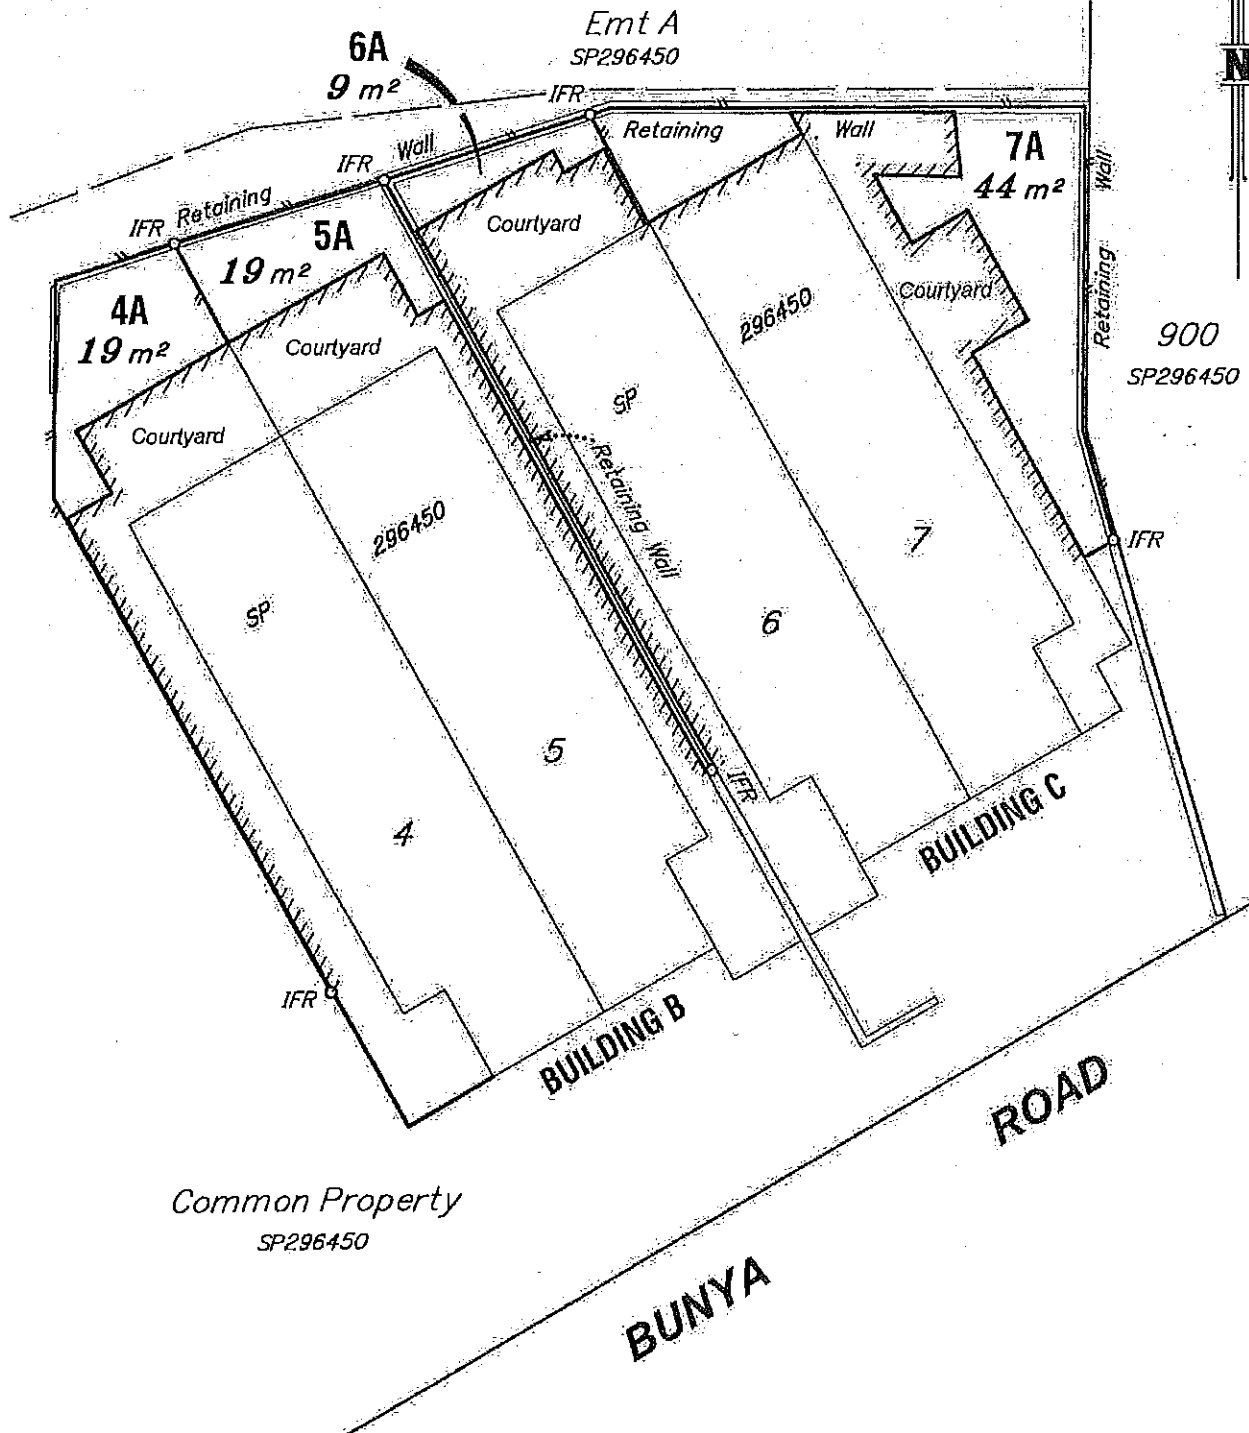 Emt A
SP296450
N
6A
9 m²
IFR
Retaining
Wall
Wall
IFR
7A
44 m²
Wall
IFR
Retaining
5A
19 m²
Courtyard
4A
19 m²
Courtyard
296450
Courtyard
Retaining
900
SP296450
Courtyard
SP
Retaining Wall
296450
7
IFR
SP
6
5
IFR
4
BUILDING C
IFR
BUILDING B
ROAD
Common Property
SP296450
BUNYA